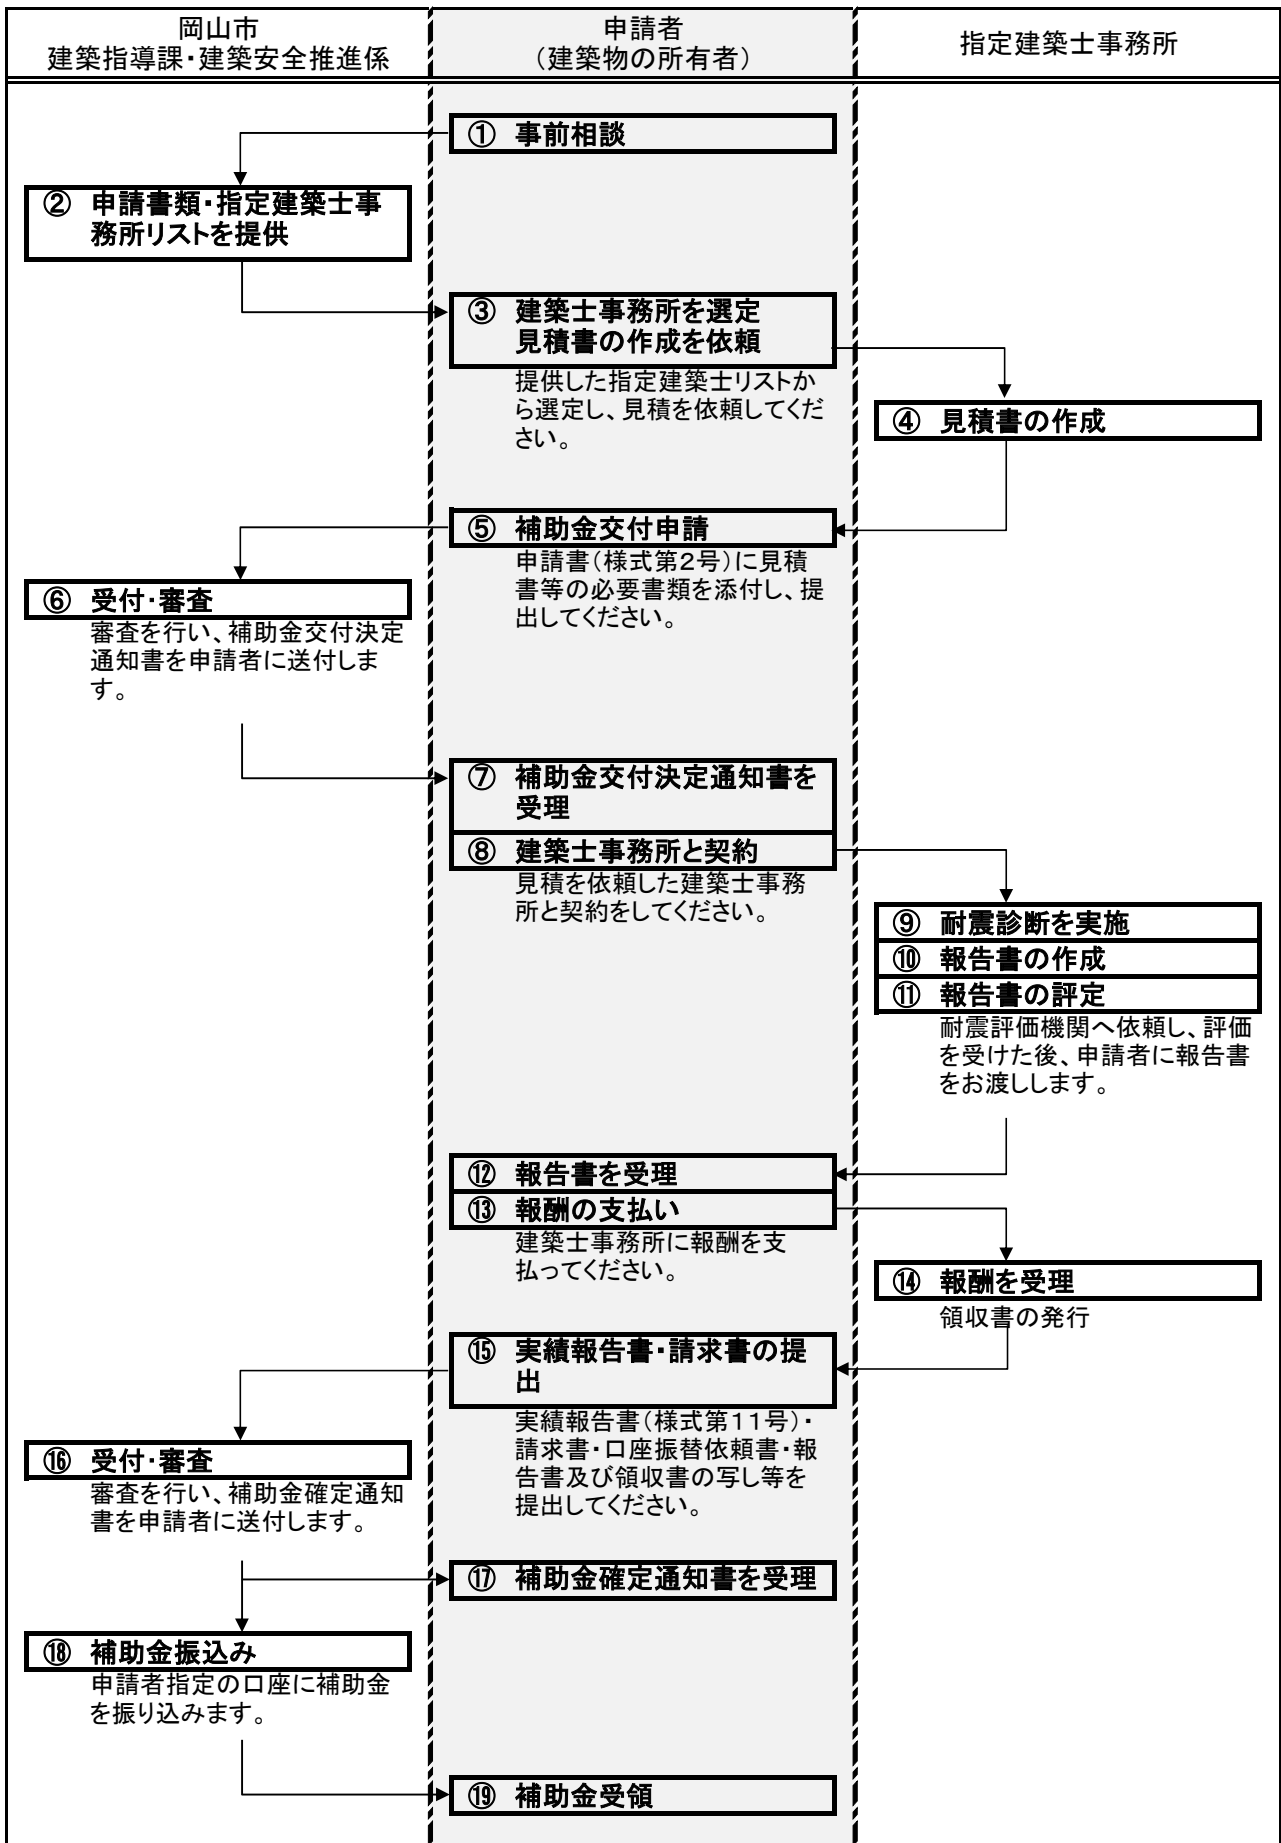 岡山市
建築指導課・建築安全推進係
申請者
（建築物の所有者）
指定建築士事務所
① 事前相談
② 申請書類・指定建築士事
務所リストを提供
③ 建築士事務所を選定
見積書の作成を依頼
提供した指定建築士リストか
ら選定し、見積を依頼してくだ
さい。
④ 見積書の作成
⑤ 補助金交付申請
申請書（様式第２号）に見積
書等の必要書類を添付し、提
出してください。
⑥ 受付・審査
審査を行い、補助金交付決定
通知書を申請者に送付しま
す。
⑦ 補助金交付決定通知書を
受理
⑧ 建築士事務所と契約
見積を依頼した建築士事務
所と契約をしてください。
⑨ 耐震診断を実施
⑩ 報告書の作成
⑪ 報告書の評定
耐震評価機関へ依頼し、評価
を受けた後、申請者に報告書
をお渡しします。
⑫ 報告書を受理
⑬ 報酬の支払い
建築士事務所に報酬を支
払ってください。
⑭ 報酬を受理
領収書の発行
⑮ 実績報告書・請求書の提
出
実績報告書（様式第１１号）・
請求書・口座振替依頼書・報
告書及び領収書の写し等を
提出してください。
⑯ 受付・審査
審査を行い、補助金確定通知
書を申請者に送付します。
⑰ 補助金確定通知書を受理
⑱ 補助金振込み
申請者指定の口座に補助金
を振り込みます。
⑲ 補助金受領